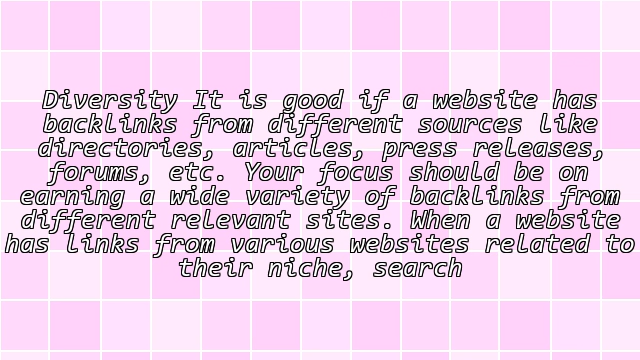 Diversity It is good if a website has
backlinks from different sources like
directories, articles, press releases,
forums, etc. Your focus should be on
earning a wide variety of backlinks from
different relevant sites. When a website
has links from various websites related to
their niche, search